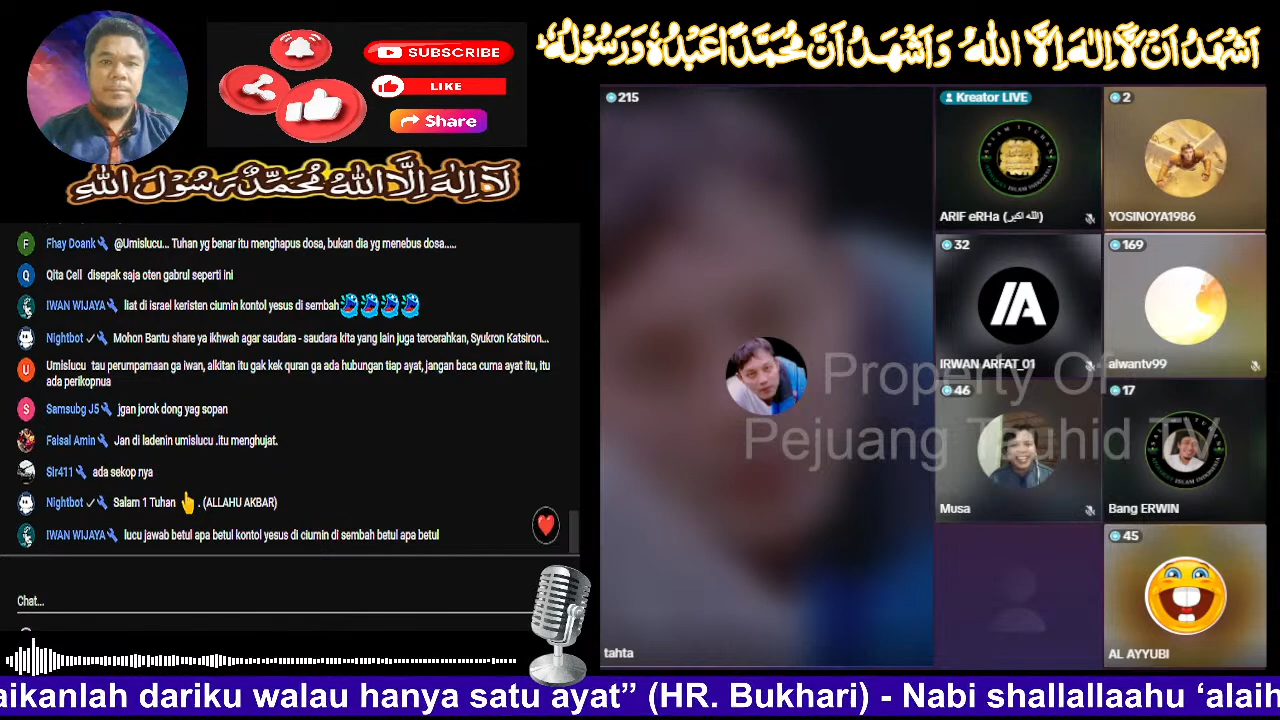 SUBSCRIBE
LIKE
Share
اَشْهَدُ اَنْ لَآ اِلٰهَ اِلَّا اللهُ وَاَشْهَدُ اَنَّ مُحَمَّدًا عَبْدُهُ وَرَسُوْلُهُ
لَآ اِلٰهَ اِلَّا اللهُ مُحَمَّدٌ رَسُوْلُ اللهِ
Fhay Doank @Umislucu... Tuhan yg benar itu menghapus dosa, bukan dia yg menebus dosa.....
Qita Cell disepak saja oten gabrul seperti ini
IWAN WIJAYA liat di israel keristen ciumin kontol yesus di sembah
Nightbot Mohon Bantu share ya ikhwah agar saudara - saudara kita yang lain juga tercerahkan, Syukron Katsiron...
Umislucu tau perumpamaan ga iwan, alkitan itu gak kek quran ga ada hubungan tiap ayat, jangan baca cuma ayat itu, itu
ada perikopnua
Samsubg J5 jgan jorok dong yag sopan
Faisal Amin Jan di ladenin umislucu .itu menghujat.
Sir411 ada sekop nya
Nightbot Salam 1 Tuhan 👆 . (ALLAHU AKBAR)
IWAN WIJAYA lucu jawab betul apa betul kontol yesus di ciumin di sembah betul apa betul
Chat...
215
tahta
Kreator LIVE
ARIF eRHa (الله اكبر)
2
YOSINOYA1986
32
IRWAN ARFAT_01
169
alwantv99
46
Musa
17
Bang ERWIN
45
AL AYYUBI
Property Of
Pejuang Tauhid TV
aikanlah dariku walau hanya satu ayat” (HR. Bukhari) - Nabi shallallaahu ‘alaih